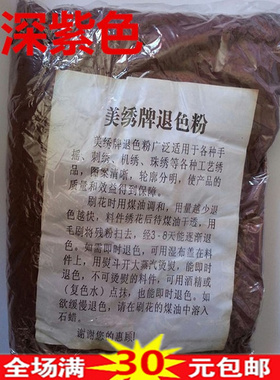 深紫色
美绣牌退色粉
美绣牌退色粉广泛适用于各种手
摇、刺绣、机绣、珠绣等各种工艺绣
品，图案清晰，轮廓分明，使产品的
质量和效益得到保障。
刷花时用煤油调和，用量越少退
色越快，料件绣花后待煤油干透，用
毛刷将残粉扫去，经3-8天能逐渐退
色，如需即时退色，可用湿布盖在料
件上，用熨斗开大蒸汽烫熨，能即时
退色，不可烫熨的料件，可用酒精或
（复色水）点抹，也能即时退色，如
欲缓慢退色，请在刷花的煤油中溶入
石蜡。
谢谢您的惠顾！
全场满30元包邮